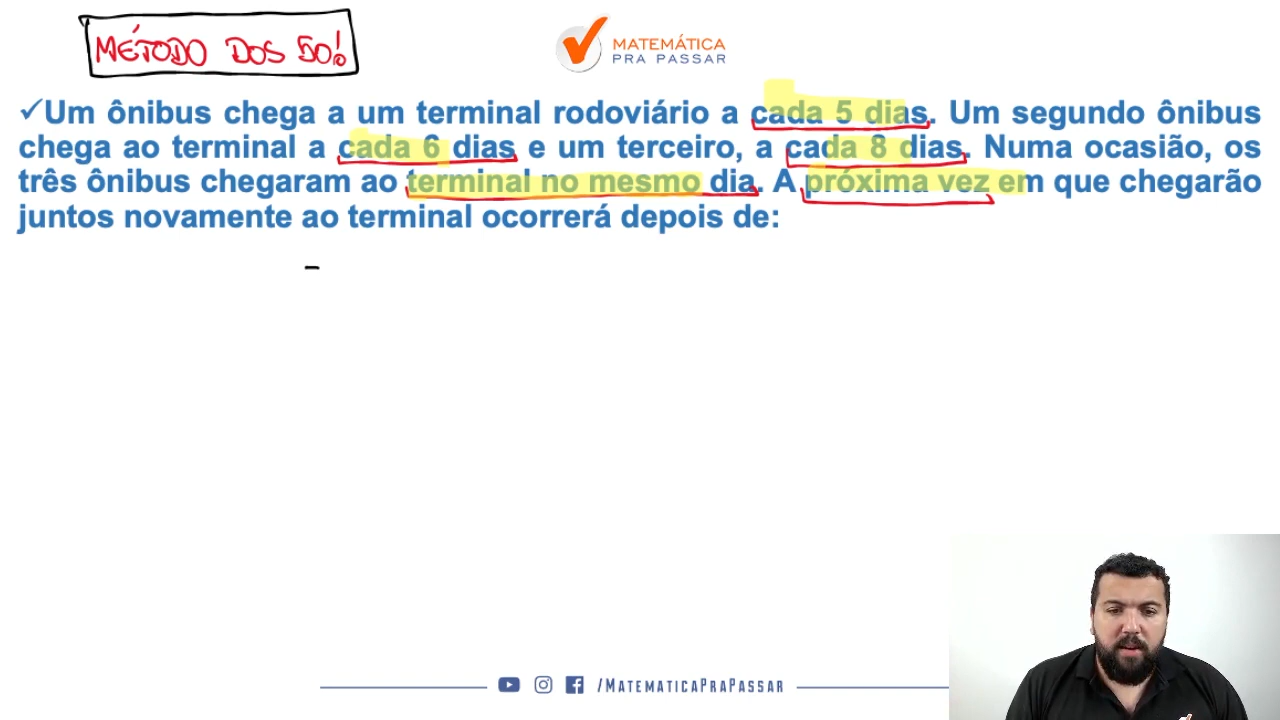 MÉTODO DOS 50!
MATEMÁTICA
PRA PASSAR
✓Um ônibus chega a um terminal rodoviário a cada 5 dias. Um segundo ônibus
chega ao terminal a cada 6 dias e um terceiro, a cada 8 dias. Numa ocasião, os
três ônibus chegaram ao terminal no mesmo dia. A próxima vez em que chegarão
juntos novamente ao terminal ocorrerá depois de:
/MATEMATICAPRAPASSAR